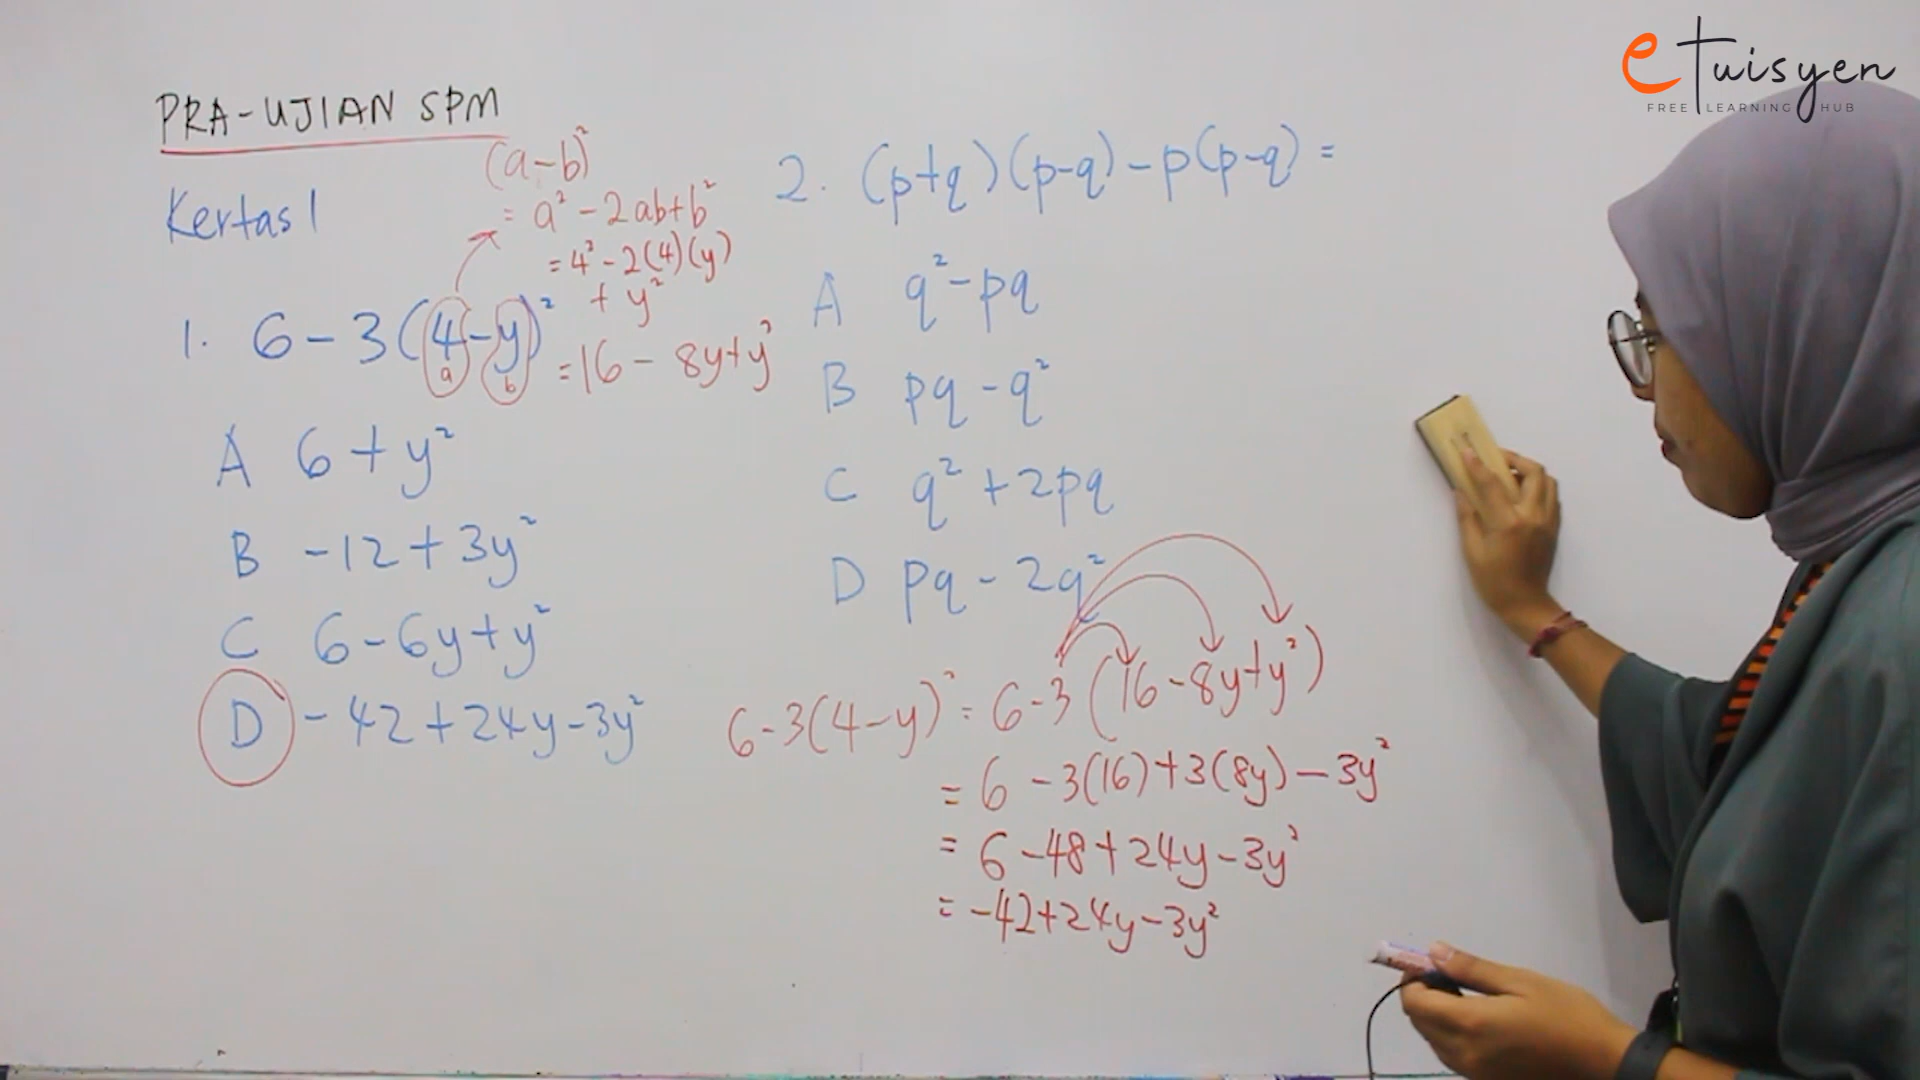 eTuisyen
FREE LEARNING HUB
PRA-UJIAN SPM
Kertas 1
(a-b)²
= a² - 2ab+b²
= 4² - 2(4)(y)
+ y²
= 16 - 8y+y²
1. 6 - 3(4-y)²
a b
A 6 + y²
B -12 + 3y²
C 6 - 6y + y²
D -42 + 24y - 3y²
2. (p+q)(p-q) - p(p-q) =
A q² - pq
B pq - q²
C q² + 2pq
D pq - 2q²
6-3(4-y)² = 6-3(16-8y+y²)
= 6 - 3(16) + 3(8y) - 3y²
= 6 - 48 + 24y - 3y²
= -42 + 24y - 3y²